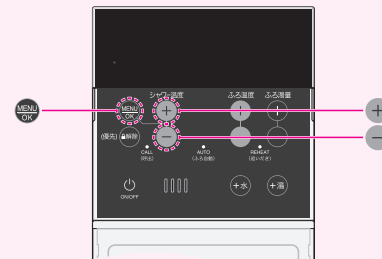 シャワー温度 ふろ温度 ふろ湯量
MENU
OK
MENU
OK
+
−
(優先) 解除
CALL
(呼出)
AUTO
(ふろ自動)
REHEAT
(追いだき)
ON/OFF
+水
+湯
+
−